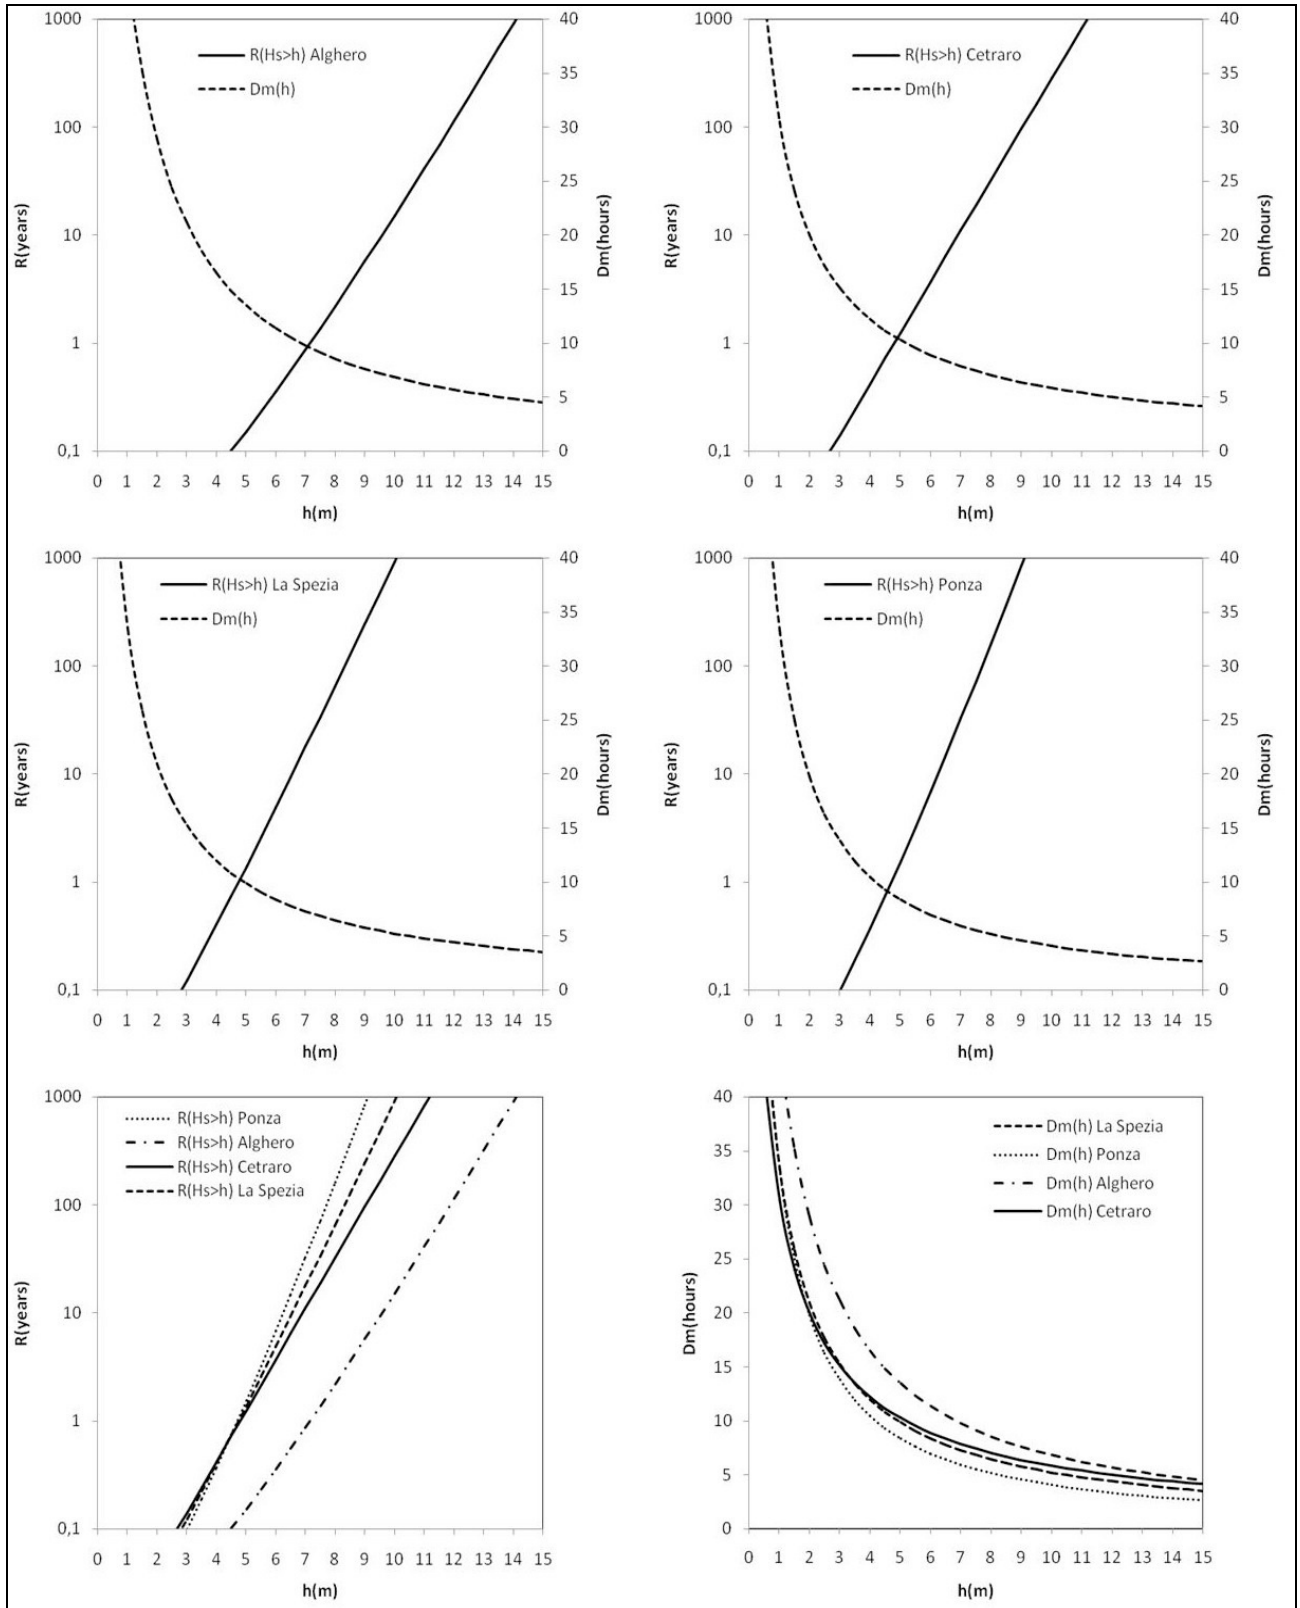 R(Hs>h) Alghero
Dm(h)
1000
100
10
1
0,1
R(years)
40
35
30
25
20
15
10
5
0
Dm(hours)
0 1 2 3 4 5 6 7 8 9 10 11 12 13 14 15
h(m)
R(Hs>h) Cetraro
Dm(h)
1000
100
10
1
0,1
R(years)
40
35
30
25
20
15
10
5
0
Dm(hours)
0 1 2 3 4 5 6 7 8 9 10 11 12 13 14 15
h(m)
R(Hs>h) La Spezia
Dm(h)
1000
100
10
1
0,1
R(years)
40
35
30
25
20
15
10
5
0
Dm(hours)
0 1 2 3 4 5 6 7 8 9 10 11 12 13 14 15
h(m)
R(Hs>h) Ponza
Dm(h)
1000
100
10
1
0,1
R(years)
40
35
30
25
20
15
10
5
0
Dm(hours)
0 1 2 3 4 5 6 7 8 9 10 11 12 13 14 15
h(m)
R(Hs>h) Ponza
R(Hs>h) Alghero
R(Hs>h) Cetraro
R(Hs>h) La Spezia
1000
100
10
1
0,1
R(years)
0 1 2 3 4 5 6 7 8 9 10 11 12 13 14 15
h(m)
Dm(h) La Spezia
Dm(h) Ponza
Dm(h) Alghero
Dm(h) Cetraro
40
35
30
25
20
15
10
5
0
Dm(hours)
0 1 2 3 4 5 6 7 8 9 10 11 12 13 14 15
h(m)